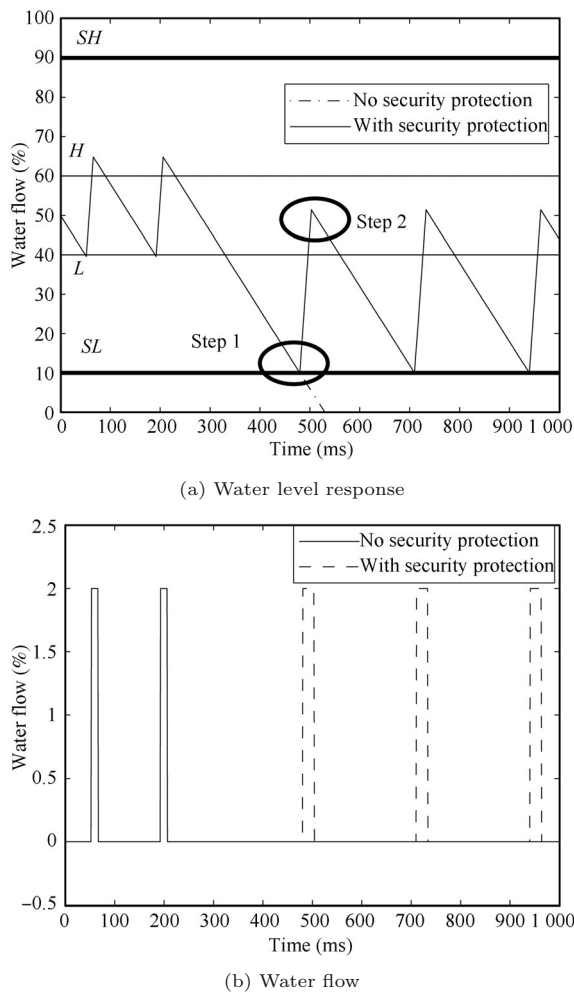 100
SH
90
80
No security protection
With security protection
70
H
60
50
Step 2
40
L
30
20
Step 1
SL
10
0
Water flow (%)
0 100 200 300 400 500 600 700 800 900 1 000
Time (ms)
(a) Water level response
2.5
No security protection
With security protection
2
1.5
1
0.5
0
−0.5
Water flow (%)
0 100 200 300 400 500 600 700 800 900 1 000
Time (ms)
(b) Water flow